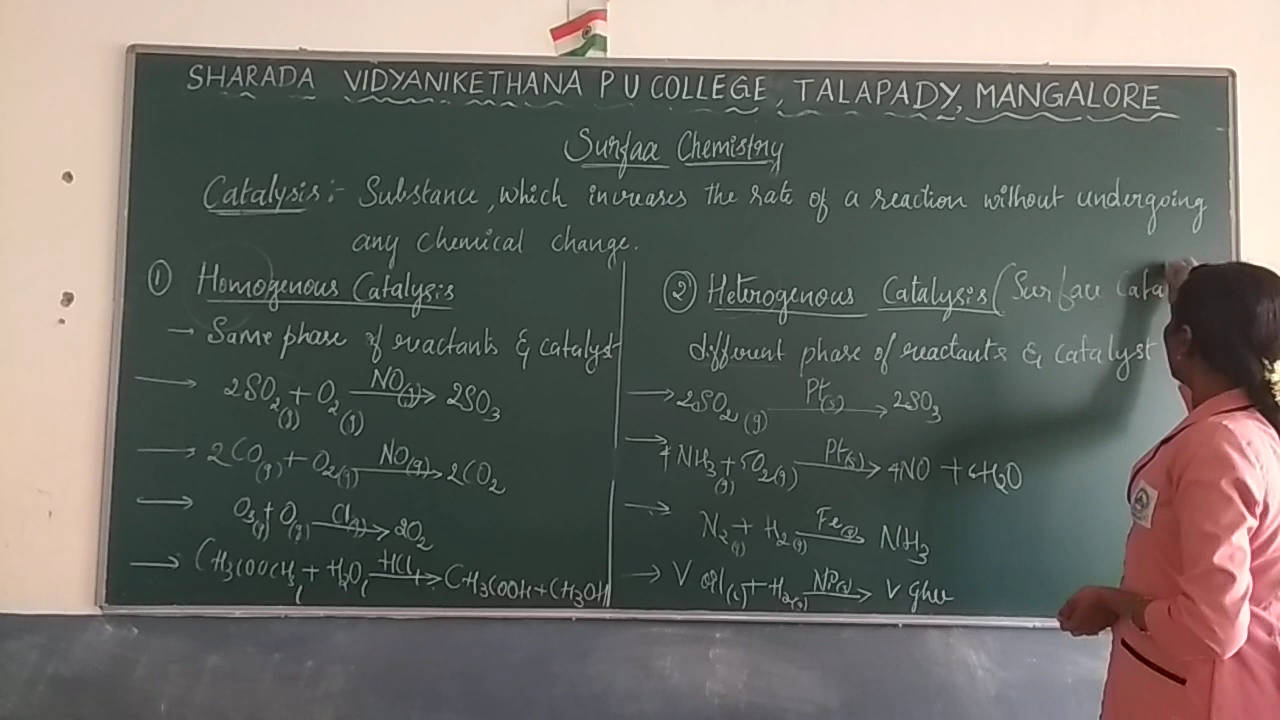 SHARADA VIDYANIKETHANA P U COLLEGE, TALAPADY, MANGALORE
Surface Chemistry
Catalysis :- Substance, which increases the rate of a reaction without undergoing
any chemical change.
① Homogenous Catalysis
→ Same phase of reactants & catalyst
→ 2SO₂(g) + O₂(g) —NO(g)→ 2SO₃
→ 2CO(g) + O₂(g) —NO(g)→ 2CO₂
→ O₃(g) + O(g) —Cl(g)→ 2O₂
→ CH₃COOCH₃ + H₂O —HCl→ CH₃COOH + CH₃OH
② Heterogenous Catalysis (Surface Cata
different phase of reactants & catalyst
→ 2SO₂(g) —Pt(s)→ 2SO₃
→ 4NH₃(g) + 5O₂(g) —Pt(s)→ 4NO + 6H₂O
→ N₂(g) + H₂(g) —Fe(s)→ NH₃
→ V oil(l) + H₂(g) → V Ghee